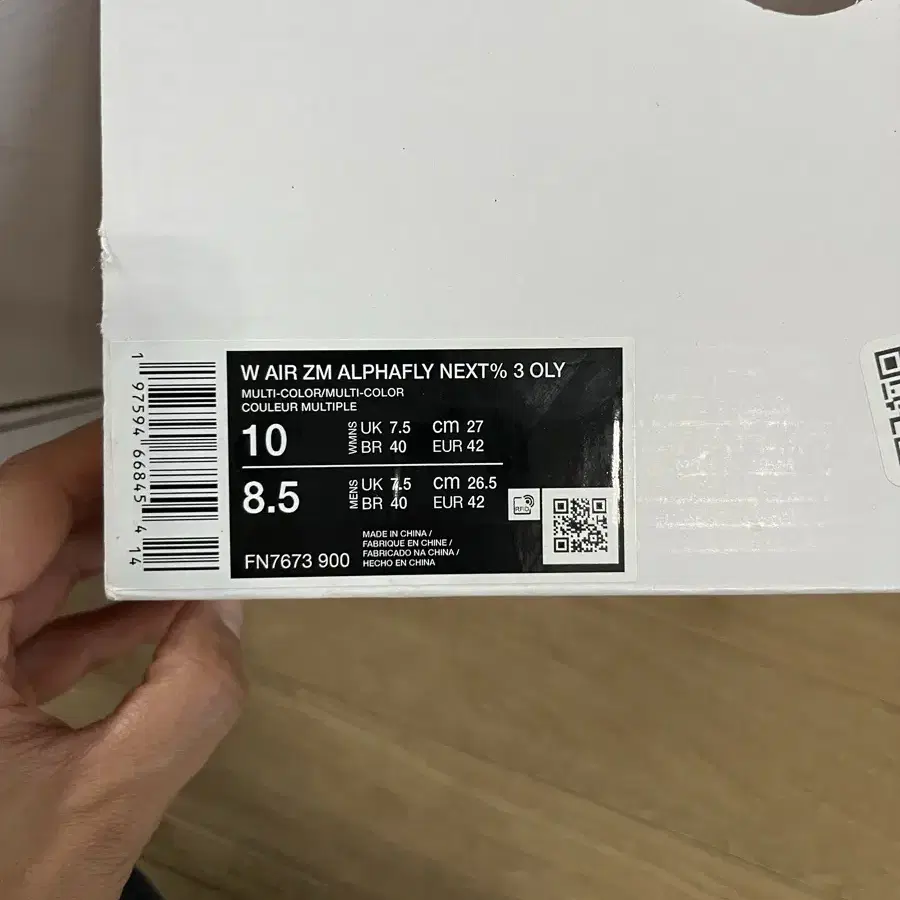 1 97594 66845 4 14
W AIR ZM ALPHAFLY NEXT% 3 OLY
MULTI-COLOR/MULTI-COLOR
COULEUR MULTIPLE
10 WMNS UK 7.5 cm 27
BR 40 EUR 42
8.5 MENS UK 7.5 cm 26.5
BR 40 EUR 42
RFID
FN7673 900
MADE IN CHINA /
FABRIQUE EN CHINE /
FABRICADO NA CHINA /
HECHO EN CHINA